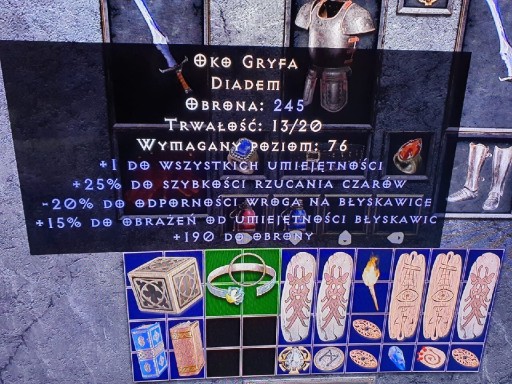 Oko Gryfa
Diadem
Obrona: 245
Trwałość: 13/20
Wymagany poziom: 76
+1 do wszystkich umiejętności
+25% do szybkości rzucania czarów
-20% do odporności wroga na błyskawice
+15% do obrażeń od umiejętności błyskawic
+190 do obrony